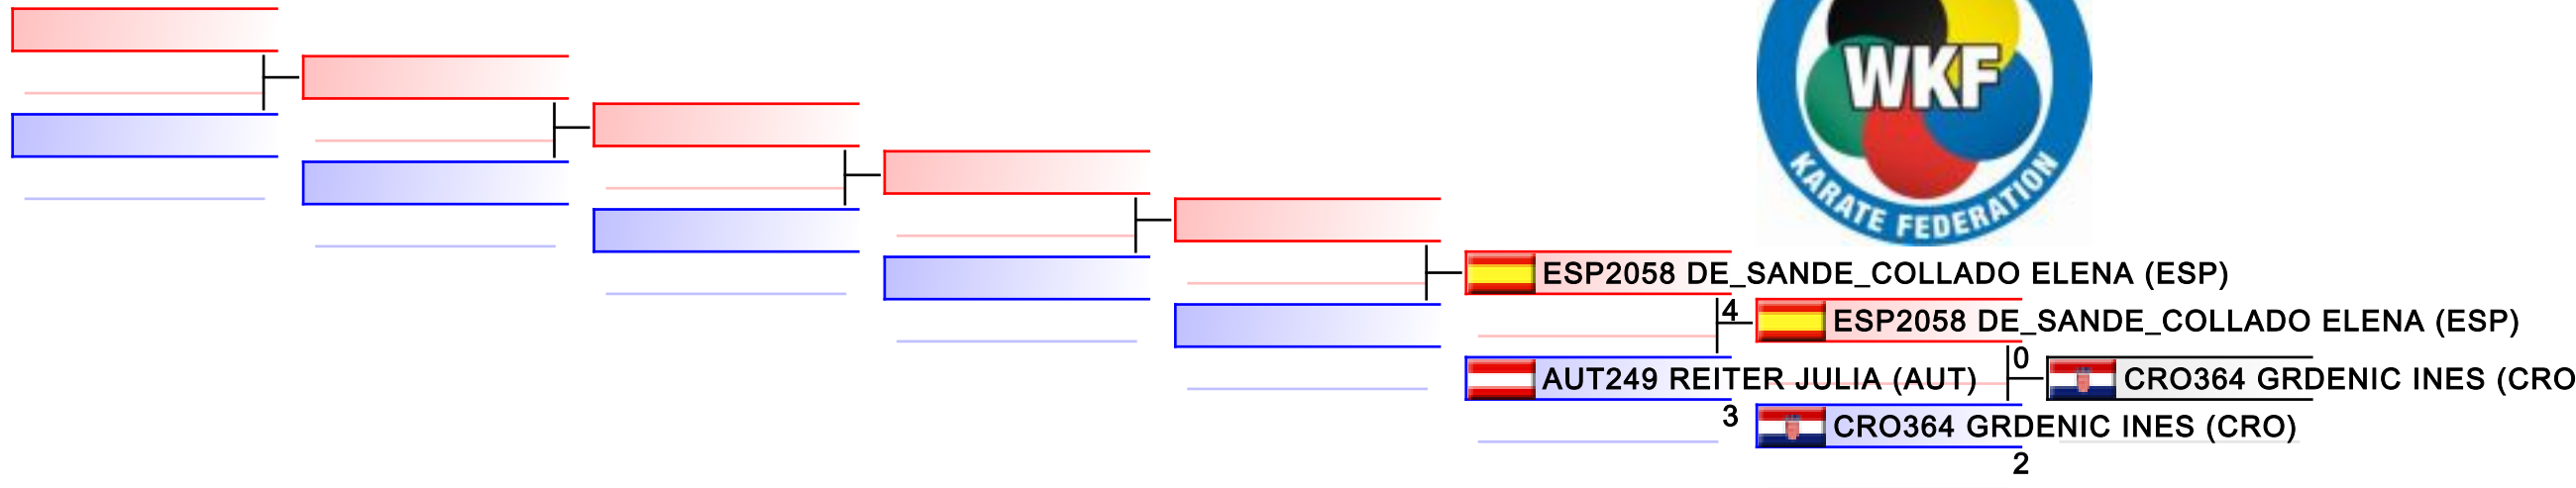 WKF
KARATE FEDERATION
ESP2058 DE_SANDE_COLLADO ELENA (ESP)
4
ESP2058 DE_SANDE_COLLADO ELENA (ESP)
0
AUT249 REITER JULIA (AUT)
CRO364 GRDENIC INES (CRO
3
CRO364 GRDENIC INES (CRO)
2